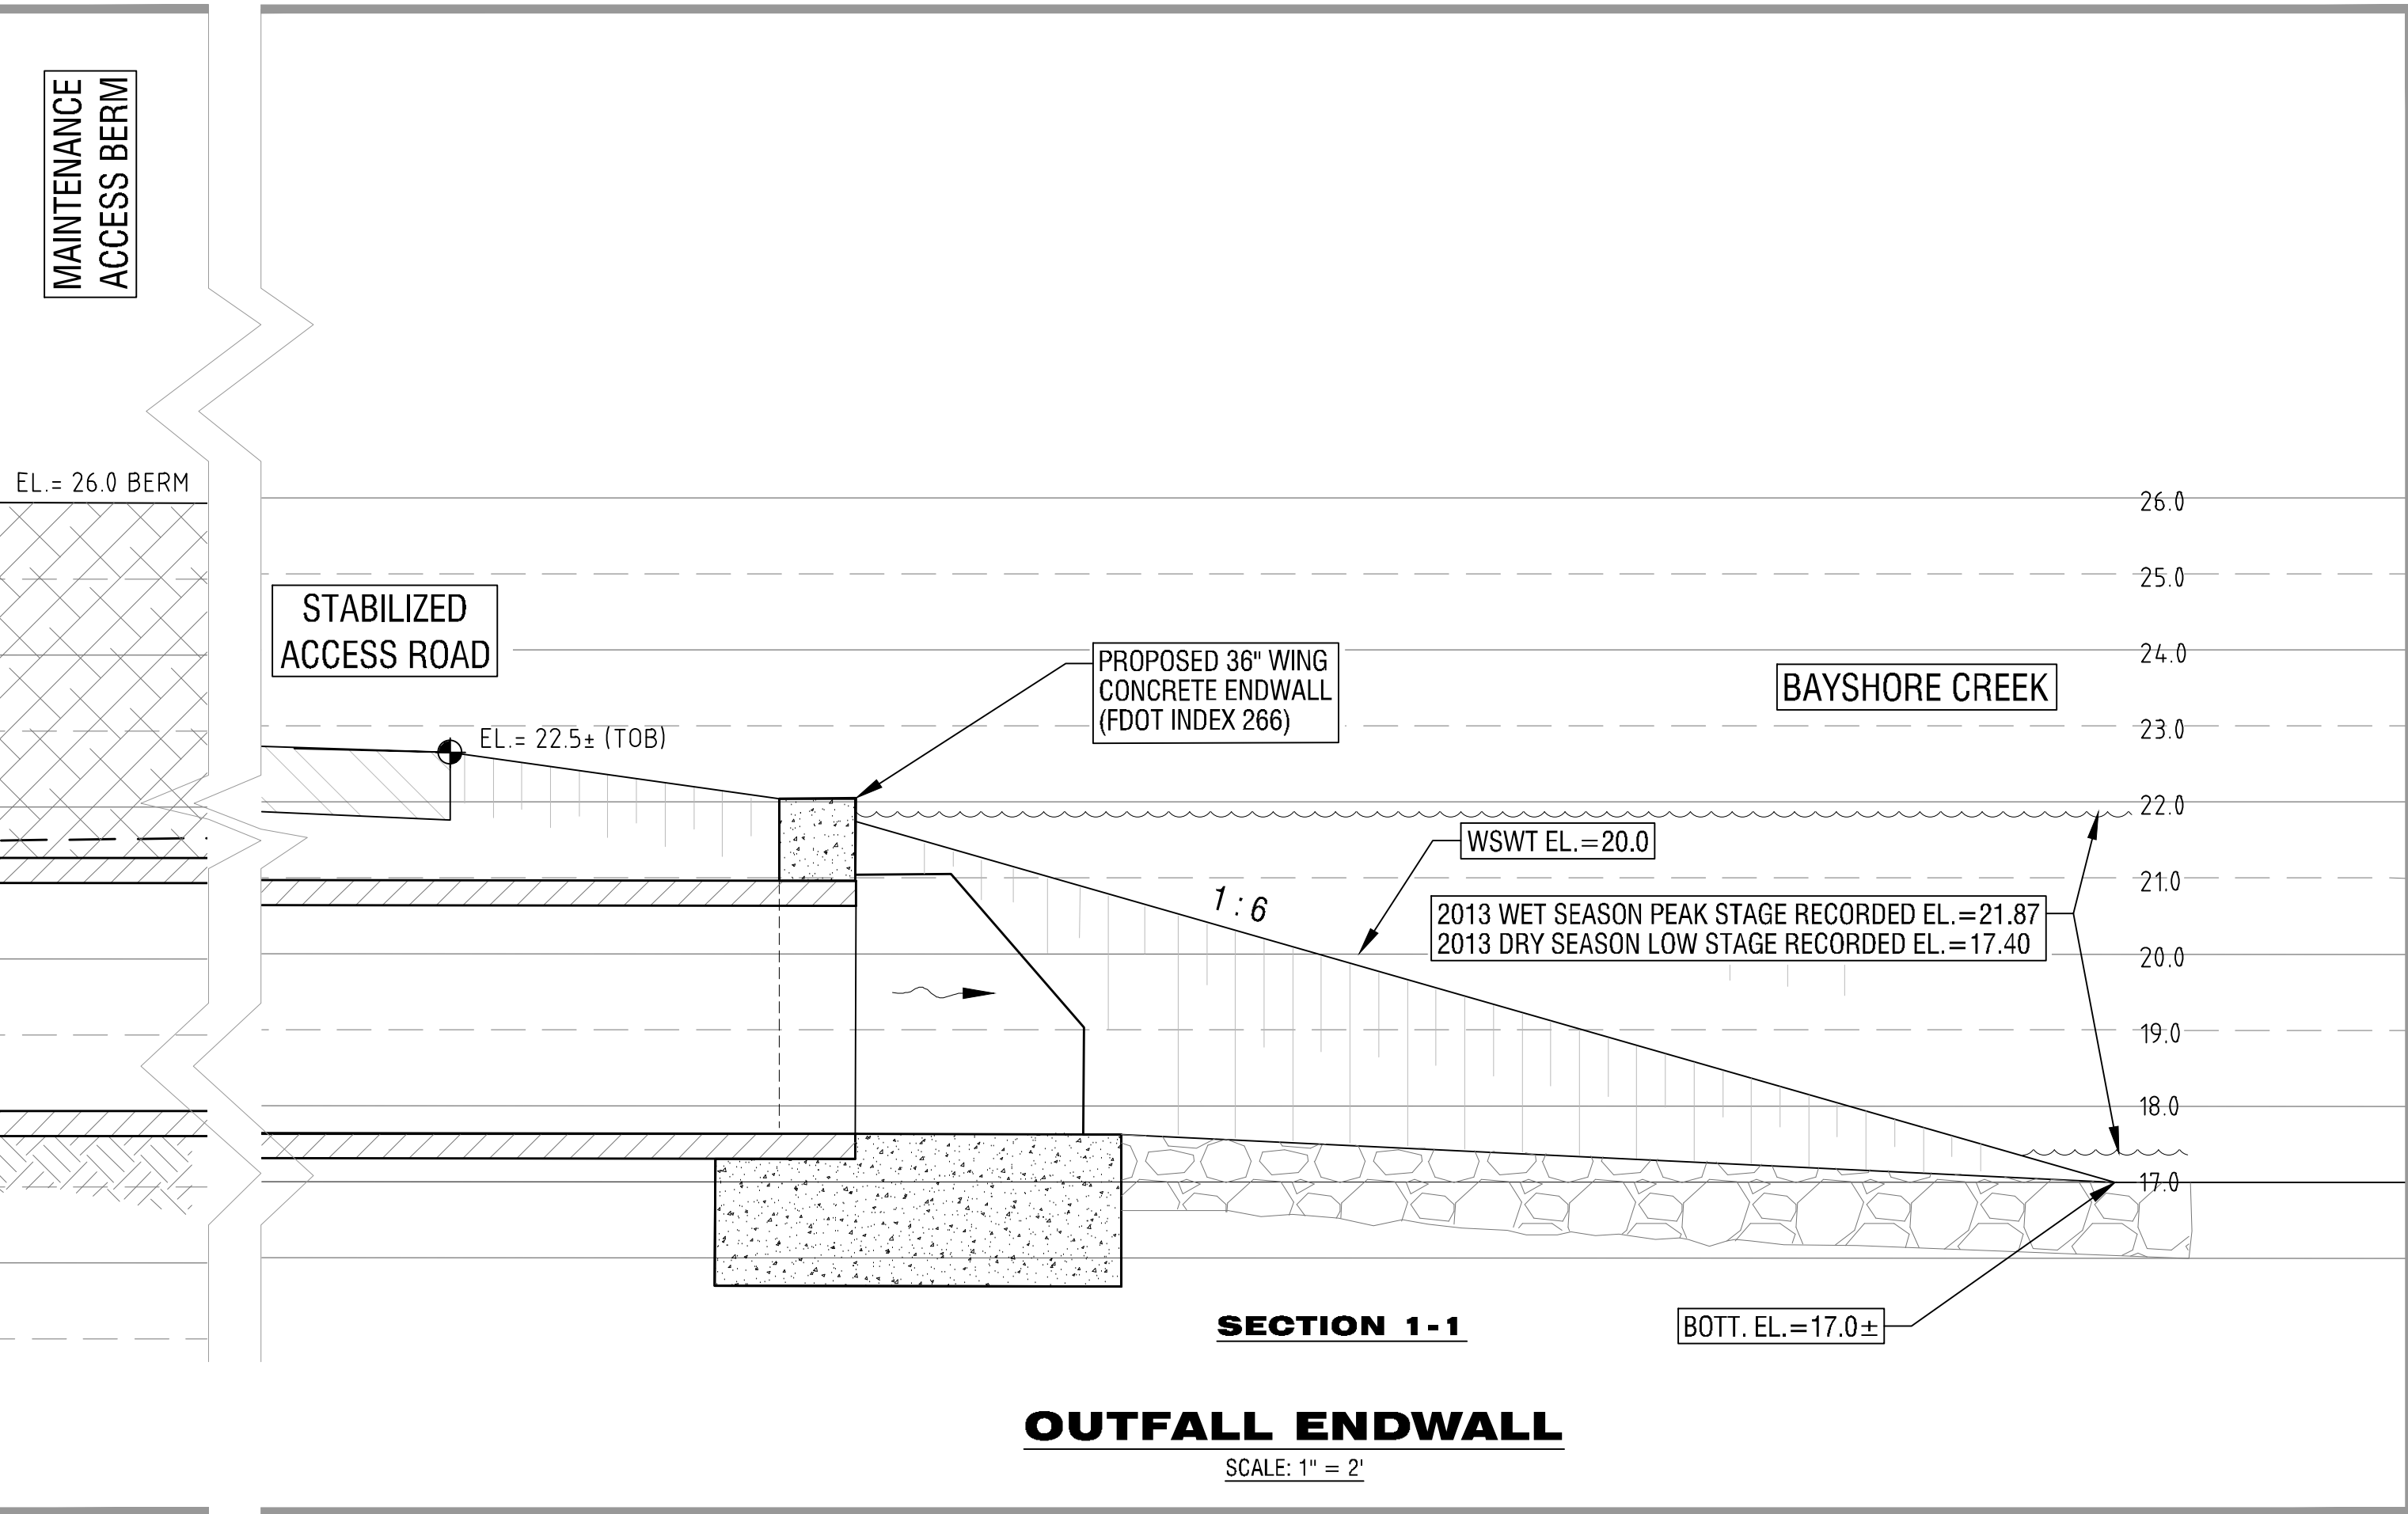 MAINTENANCE
ACCESS BERM
EL.= 26.0 BERM
26.0
25.0
STABILIZED
ACCESS ROAD
PROPOSED 36" WING
CONCRETE ENDWALL
(FDOT INDEX 266)
24.0
BAYSHORE CREEK
23.0
EL.= 22.5± (TOB)
22.0
WSWT EL.=20.0
21.0
1 : 6
2013 WET SEASON PEAK STAGE RECORDED EL.=21.87
2013 DRY SEASON LOW STAGE RECORDED EL.=17.40
20.0
19.0
18.0
17.0
SECTION 1-1
BOTT. EL.=17.0±
OUTFALL ENDWALL
SCALE: 1" = 2'